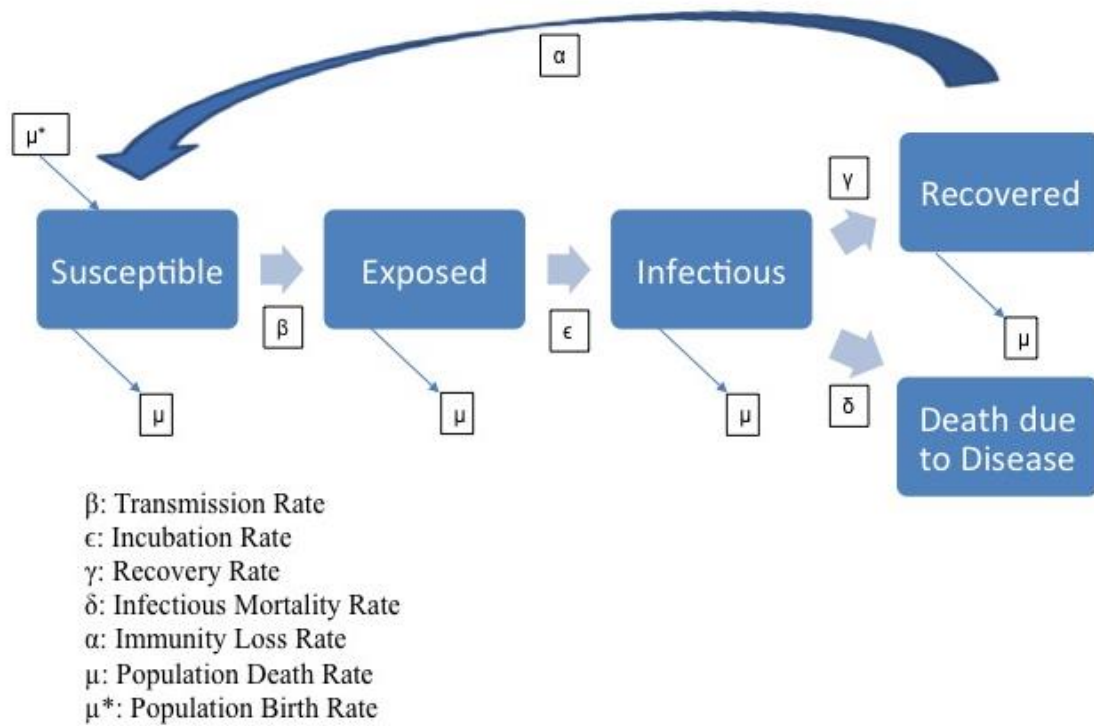 α
μ*
γ
Recovered
Susceptible
Exposed
Infectious
β
ϵ
μ
μ
μ
μ
δ
Death due
to Disease
β: Transmission Rate
ϵ: Incubation Rate
γ: Recovery Rate
δ: Infectious Mortality Rate
α: Immunity Loss Rate
μ: Population Death Rate
μ*: Population Birth Rate